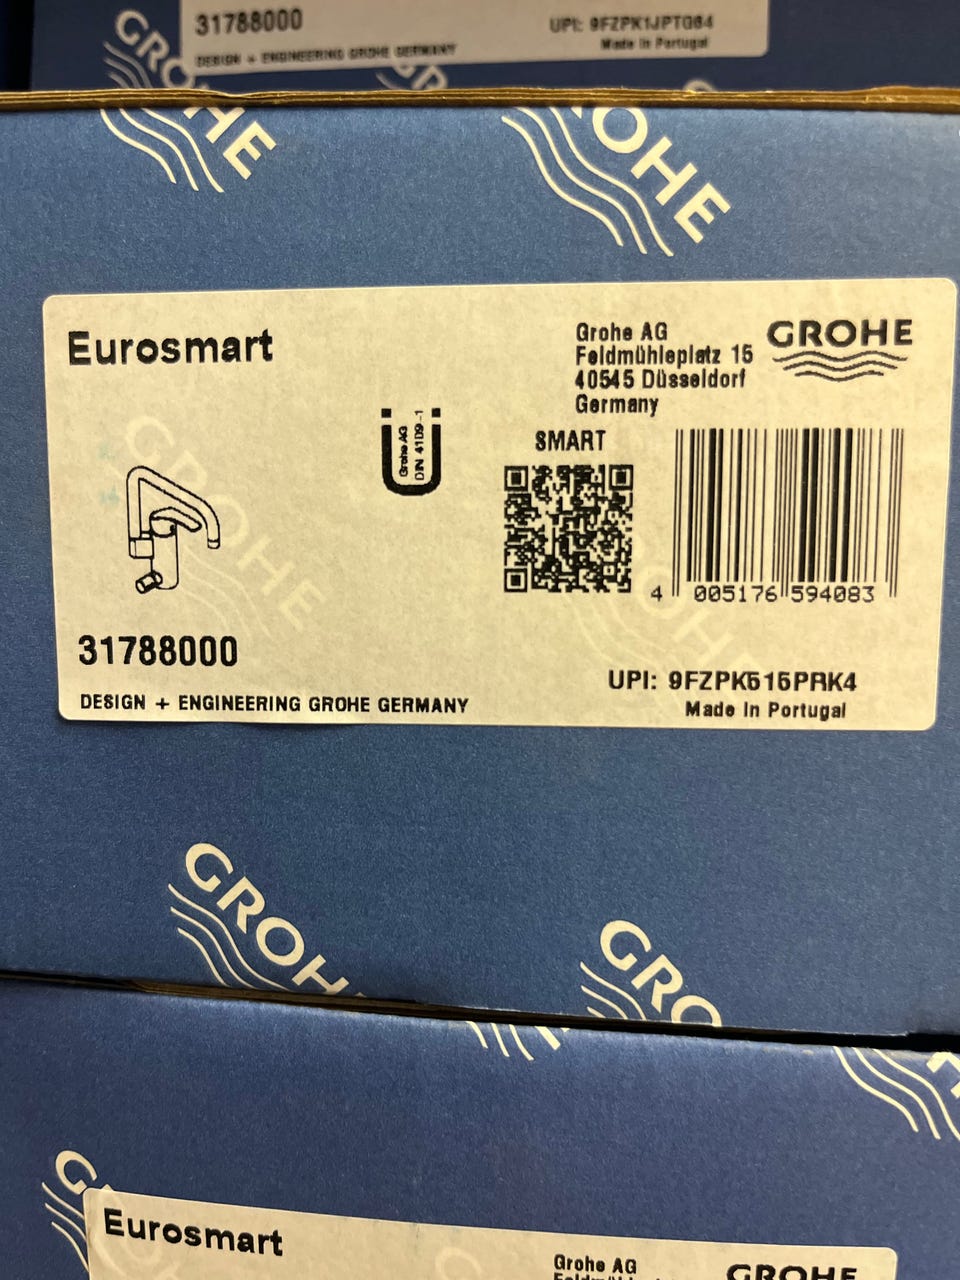 31788000
UPI: 9FZPK1JPTG64
Made in Portugal
DESIGN + ENGINEERING GROHE GERMANY
GROHE
GR
GROHE
Eurosmart
Grohe AG
Feldmühleplatz 15
40545 Düsseldorf
Germany
GROHE
Grohe AG
DIN 4109-1
SMART
GROHE
4 005176 594083
31788000
UPI: 9FZPK515PRK4
DESIGN + ENGINEERING GROHE GERMANY
Made in Portugal
GROHE
GRO
Eurosmart
Grohe AG
GROHE